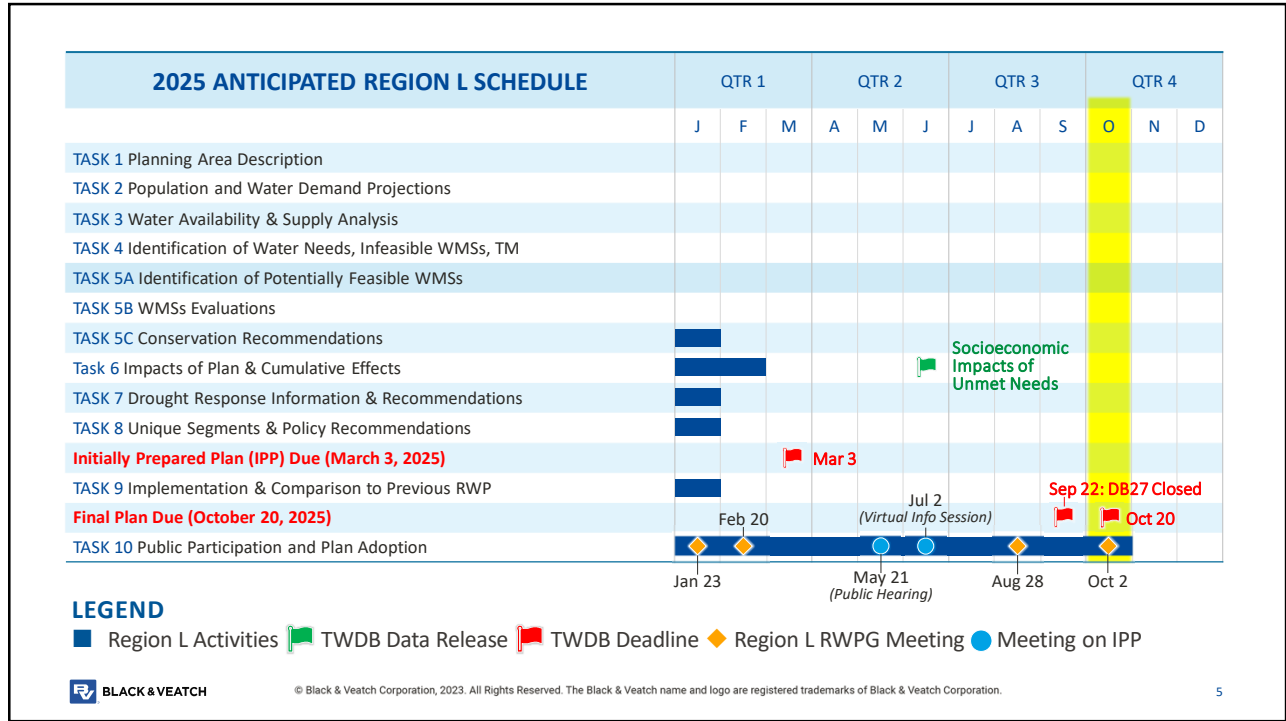 2025 ANTICIPATED REGION L SCHEDULE
QTR 1 QTR 2 QTR 3 QTR 4
J F M A M J J A S O N D
TASK 1 Planning Area Description
TASK 2 Population and Water Demand Projections
TASK 3 Water Availability & Supply Analysis
TASK 4 Identification of Water Needs, Infeasible WMSs, TM
TASK 5A Identification of Potentially Feasible WMSs
TASK 5B WMSs Evaluations
TASK 5C Conservation Recommendations
Task 6 Impacts of Plan & Cumulative Effects
Socioeconomic
Impacts of
Unmet Needs
TASK 7 Drought Response Information & Recommendations
TASK 8 Unique Segments & Policy Recommendations
Initially Prepared Plan (IPP) Due (March 3, 2025)
Mar 3
TASK 9 Implementation & Comparison to Previous RWP
Sep 22: DB27 Closed
Jul 2
(Virtual Info Session)
Final Plan Due (October 20, 2025)
Feb 20
Oct 20
TASK 10 Public Participation and Plan Adoption
Jan 23
May 21
(Public Hearing)
Aug 28
Oct 2
LEGEND
Region L Activities TWDB Data Release TWDB Deadline Region L RWPG Meeting Meeting on IPP
BV BLACK & VEATCH
© Black & Veatch Corporation, 2023. All Rights Reserved. The Black & Veatch name and logo are registered trademarks of Black & Veatch Corporation.
5